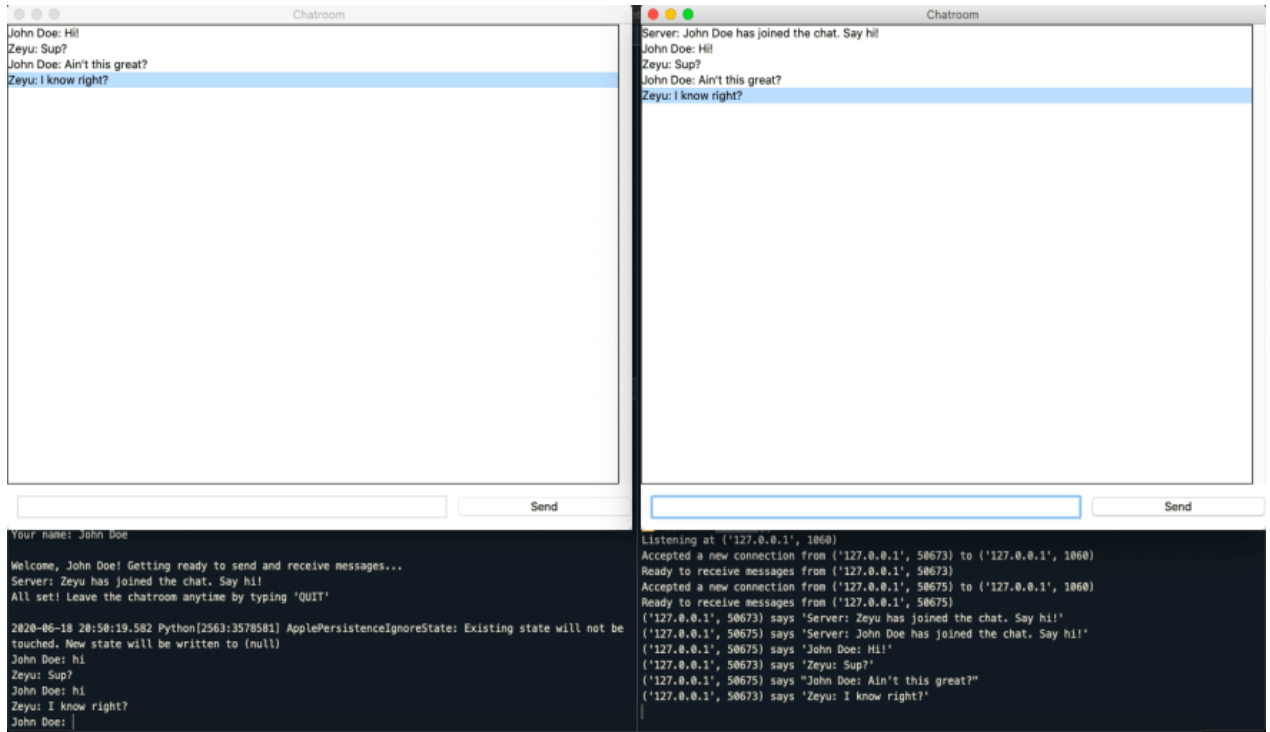 Chatroom
John Doe: Hi!
Zeyu: Sup?
John Doe: Ain't this great?
Zeyu: I know right?
Send
Chatroom
Server: John Doe has joined the chat. Say hi!
John Doe: Hi!
Zeyu: Sup?
John Doe: Ain't this great?
Zeyu: I know right?
Send
Your name: John Doe
Welcome, John Doe! Getting ready to send and receive messages...
Server: Zeyu has joined the chat. Say hi!
All set! Leave the chatroom anytime by typing 'QUIT'
2020-06-18 20:50:19.582 Python[2563:3578581] ApplePersistenceIgnoreState: Existing state will not be
touched. New state will be written to (null)
John Doe: hi
Zeyu: Sup?
John Doe: hi
Zeyu: I know right?
John Doe:
Listening at ('127.0.0.1', 1060)
Accepted a new connection from ('127.0.0.1', 50673) to ('127.0.0.1', 1060)
Ready to receive messages from ('127.0.0.1', 50673)
Accepted a new connection from ('127.0.0.1', 50675) to ('127.0.0.1', 1060)
Ready to receive messages from ('127.0.0.1', 50675)
('127.0.0.1', 50673) says 'Server: Zeyu has joined the chat. Say hi!'
('127.0.0.1', 50675) says 'Server: John Doe has joined the chat. Say hi!'
('127.0.0.1', 50675) says 'John Doe: Hi!'
('127.0.0.1', 50673) says 'Zeyu: Sup?'
('127.0.0.1', 50675) says "John Doe: Ain't this great?"
('127.0.0.1', 50673) says 'Zeyu: I know right?'